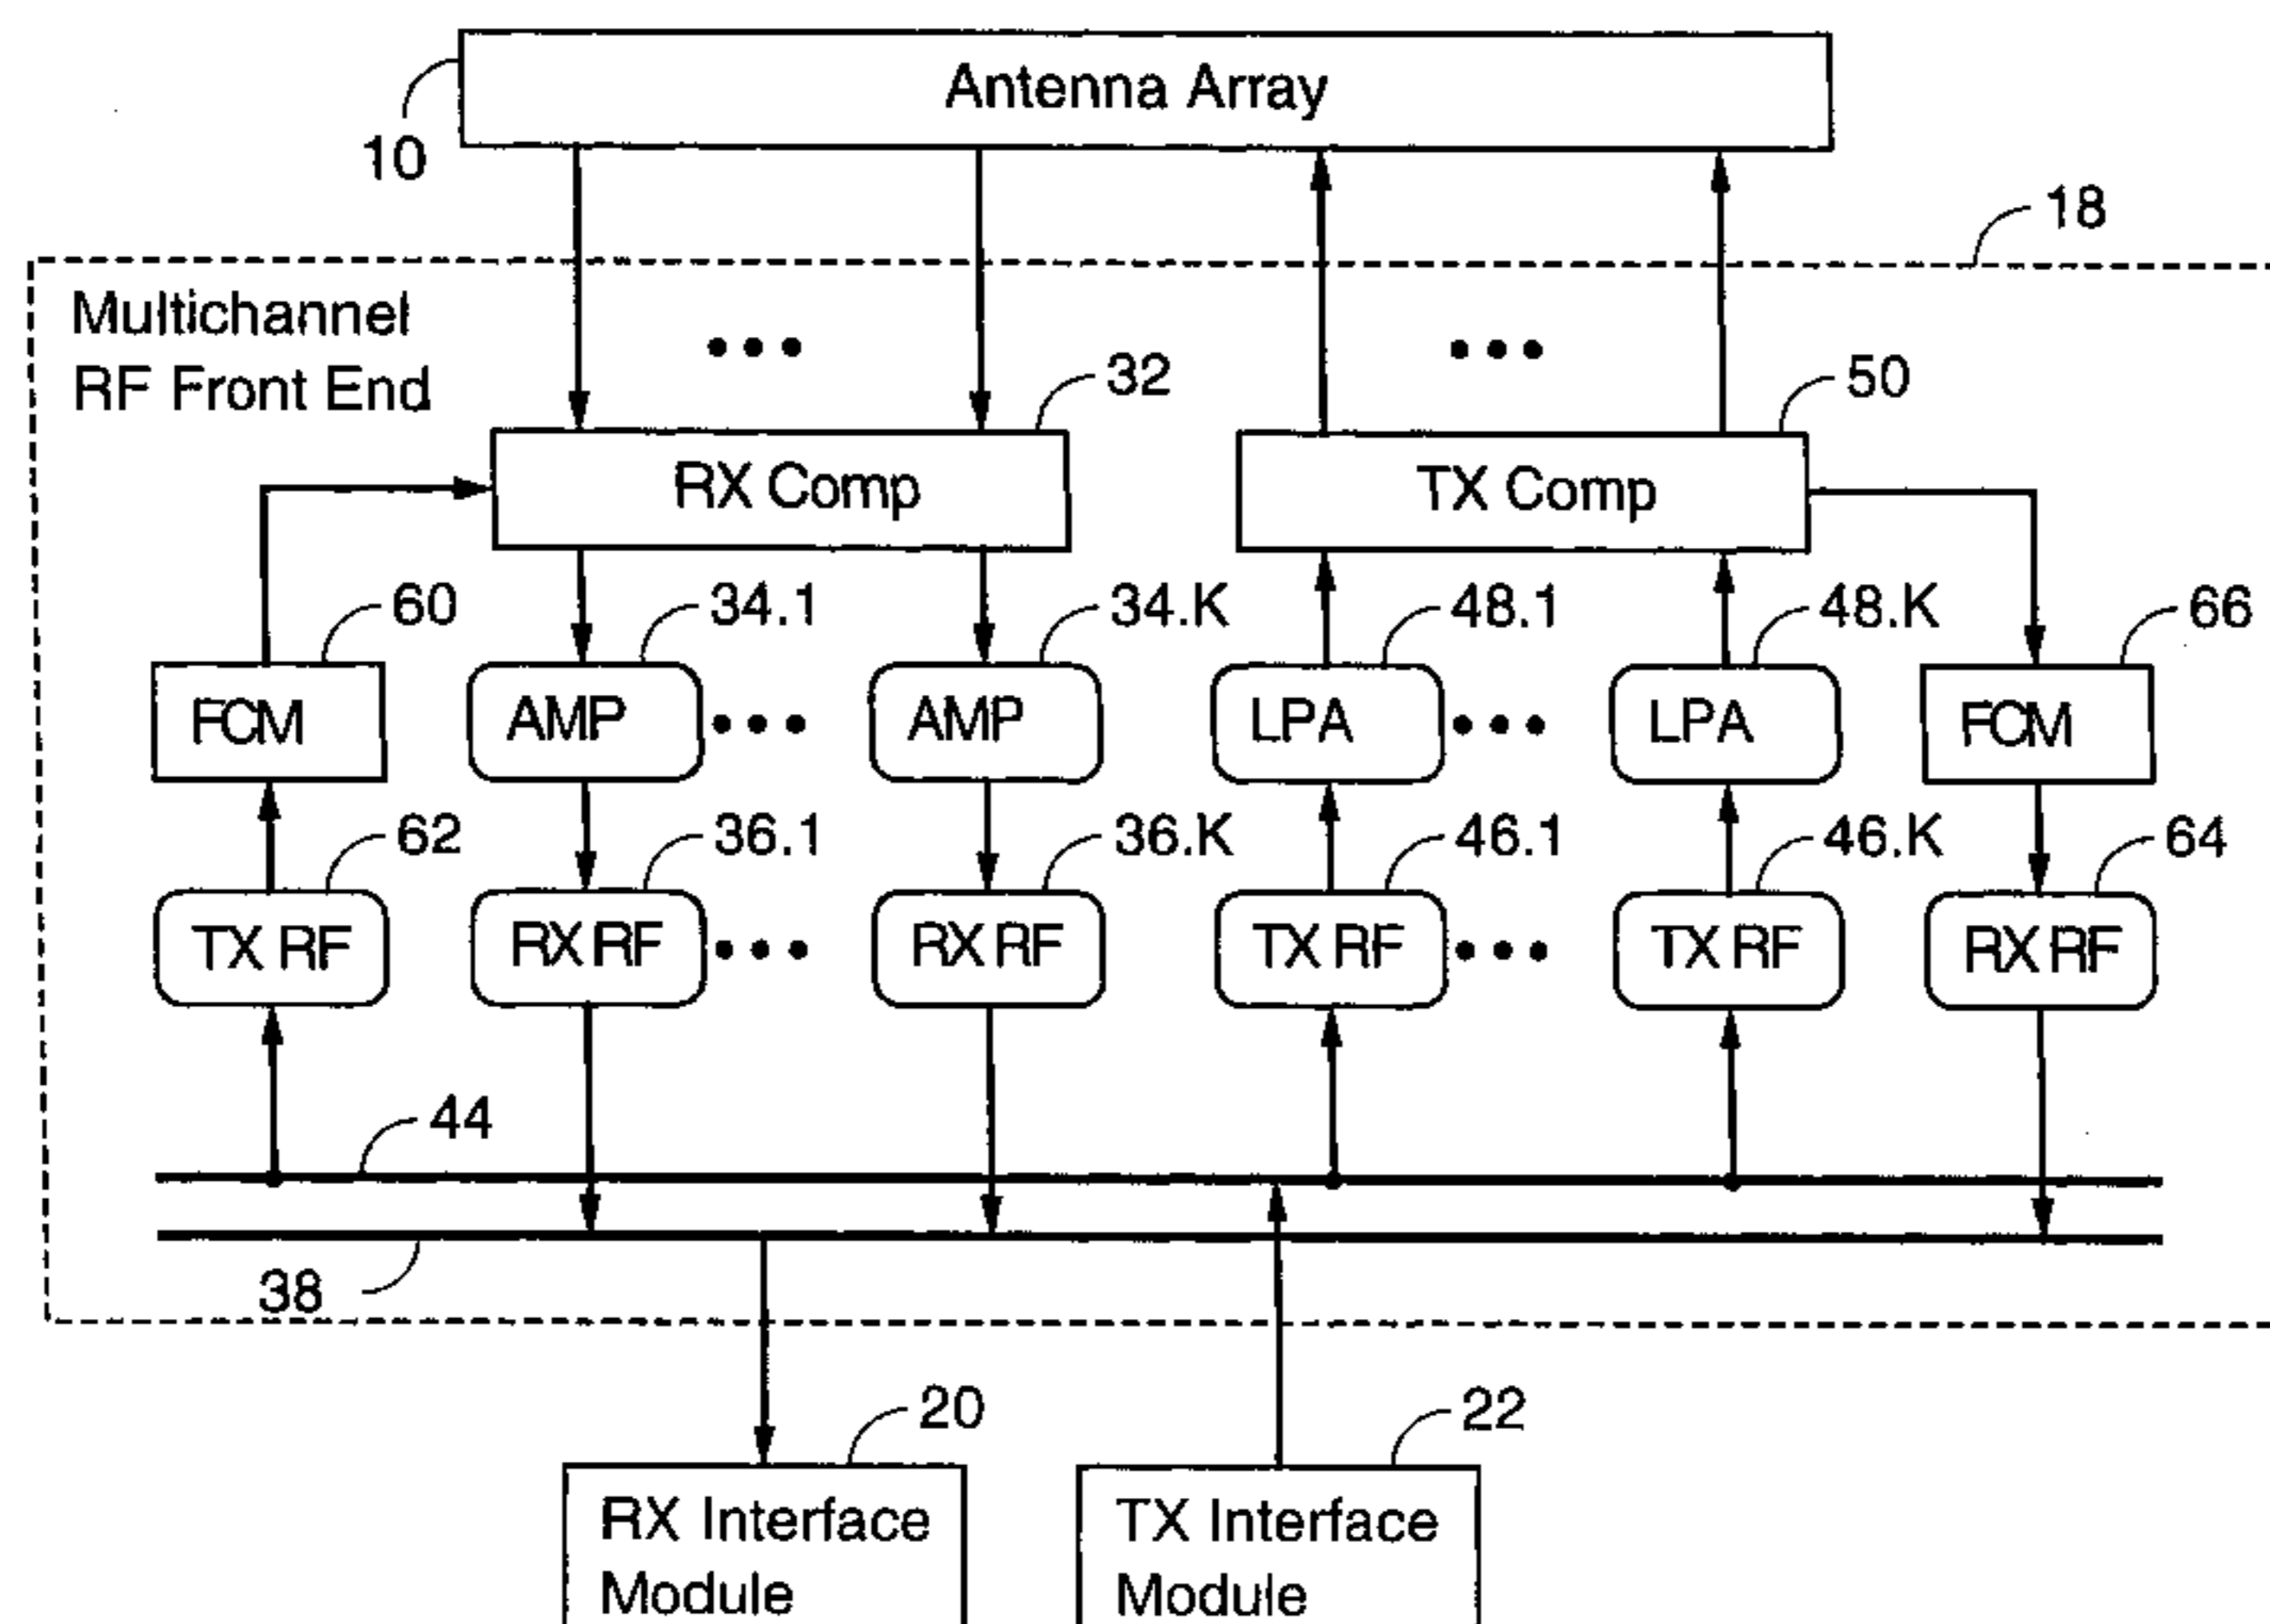 Antenna Array
10
18
Multichannel
RF Front End
32
50
RX Comp
TX Comp
60
34.1
34.K
48.1
48.K
66
FCM
AMP
AMP
LPA
LPA
FCM
62
36.1
36.K
46.1
46.K
64
TX RF
RX RF
RX RF
TX RF
TX RF
RX RF
44
38
20
22
RX Interface
Module
TX Interface
Module